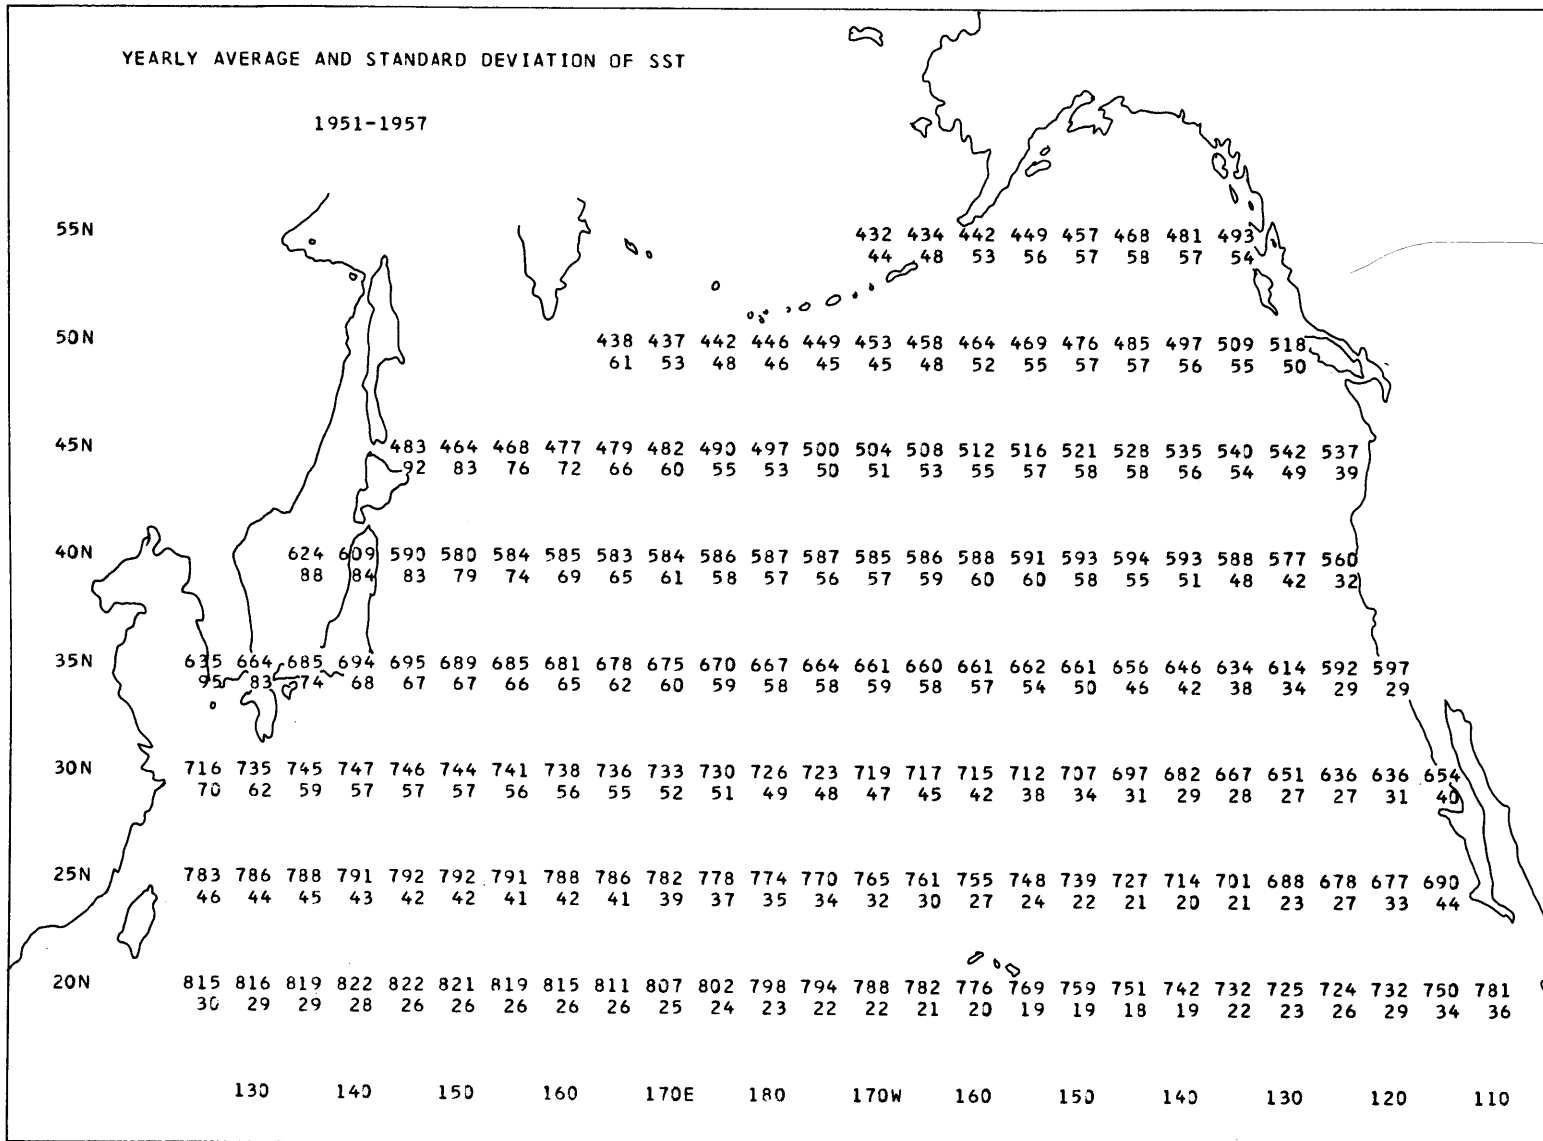 YEARLY AVERAGE AND STANDARD DEVIATION OF SST
1951-1957
55N
432 434 442 449 457 468 481 493
44 48 53 56 57 58 57 54
50N
438 437 442 446 449 453 458 464 469 476 485 497 509 518
61 53 48 46 45 45 48 52 55 57 57 56 55 50
45N
483 464 468 477 479 482 490 497 500 504 508 512 516 521 528 535 540 542 537
92 83 76 72 66 60 55 53 50 51 53 55 57 58 58 56 54 49 39
40N
624 609 590 580 584 585 583 584 586 587 587 585 586 588 591 593 594 593 588 577 560
88 84 83 79 74 69 65 61 58 57 56 57 59 60 60 58 55 51 48 42 32
35N
635 664 685 694 695 689 685 681 678 675 670 667 664 661 660 661 662 661 656 646 634 614 592 597
95 83 74 68 67 67 66 65 62 60 59 58 58 59 58 57 54 50 46 42 38 34 29 29
30N
716 735 745 747 746 744 741 738 736 733 730 726 723 719 717 715 712 707 697 682 667 651 636 636 654
70 62 59 57 57 57 56 56 55 52 51 49 48 47 45 42 38 34 31 29 28 27 27 31 40
25N
783 786 788 791 792 792 791 788 786 782 778 774 770 765 761 755 748 739 727 714 701 688 678 677 690
46 44 45 43 42 42 41 42 41 39 37 35 34 32 30 27 24 22 21 20 21 23 27 33 44
20N
815 816 819 822 822 821 819 815 811 807 802 798 794 788 782 776 769 759 751 742 732 725 724 732 750 781
30 29 29 28 26 26 26 26 26 25 24 23 22 22 21 20 19 19 18 19 22 23 26 29 34 36
130 140 150 160 170E 180 170W 160 150 140 130 120 110